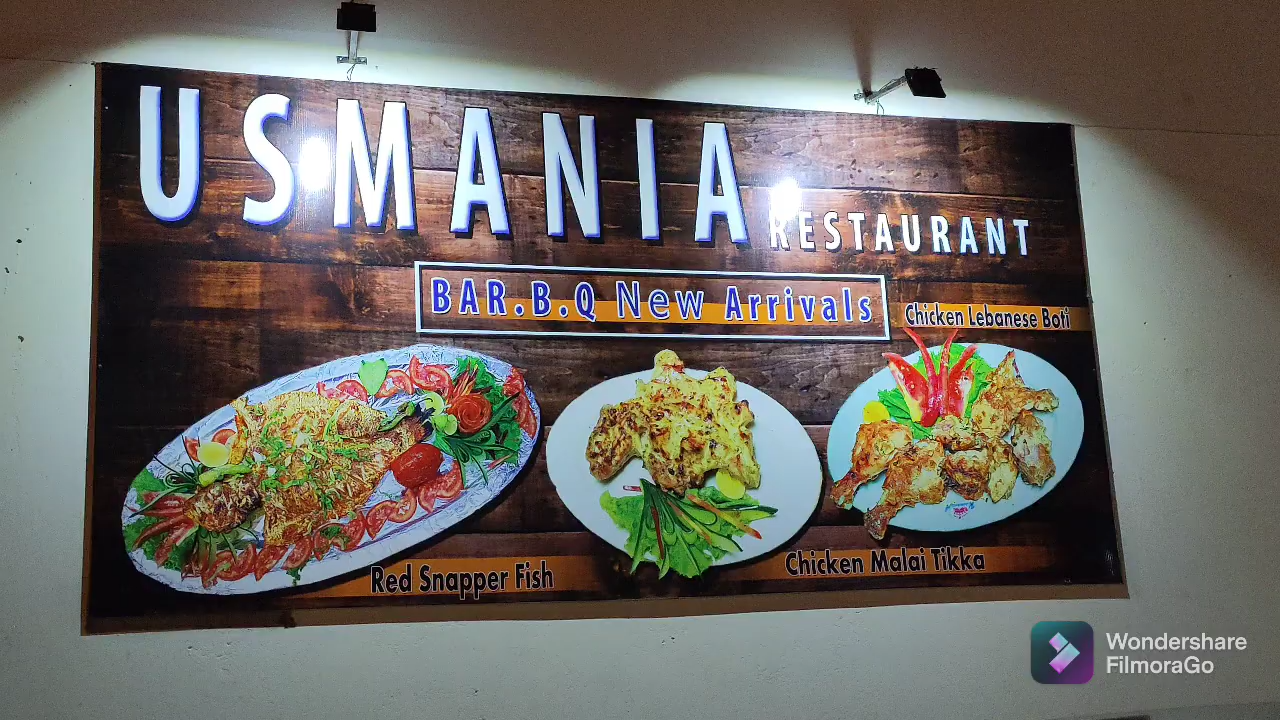 USMANIA
RESTAURANT
BAR.B.Q New Arrivals
Chicken Lebanese Boti
Red Snapper Fish
Chicken Malai Tikka
Wondershare
FilmoraGo